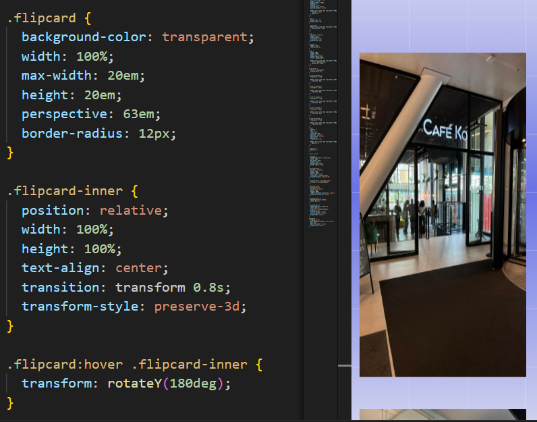 .flipcard {
background-color: transparent;
width: 100%;
max-width: 20em;
height: 20em;
perspective: 63em;
border-radius: 12px;
}
.flipcard-inner {
position: relative;
width: 100%;
height: 100%;
text-align: center;
transition: transform 0.8s;
transform-style: preserve-3d;
}
.flipcard:hover .flipcard-inner {
transform: rotateY(180deg);
}
CAFÉ KO